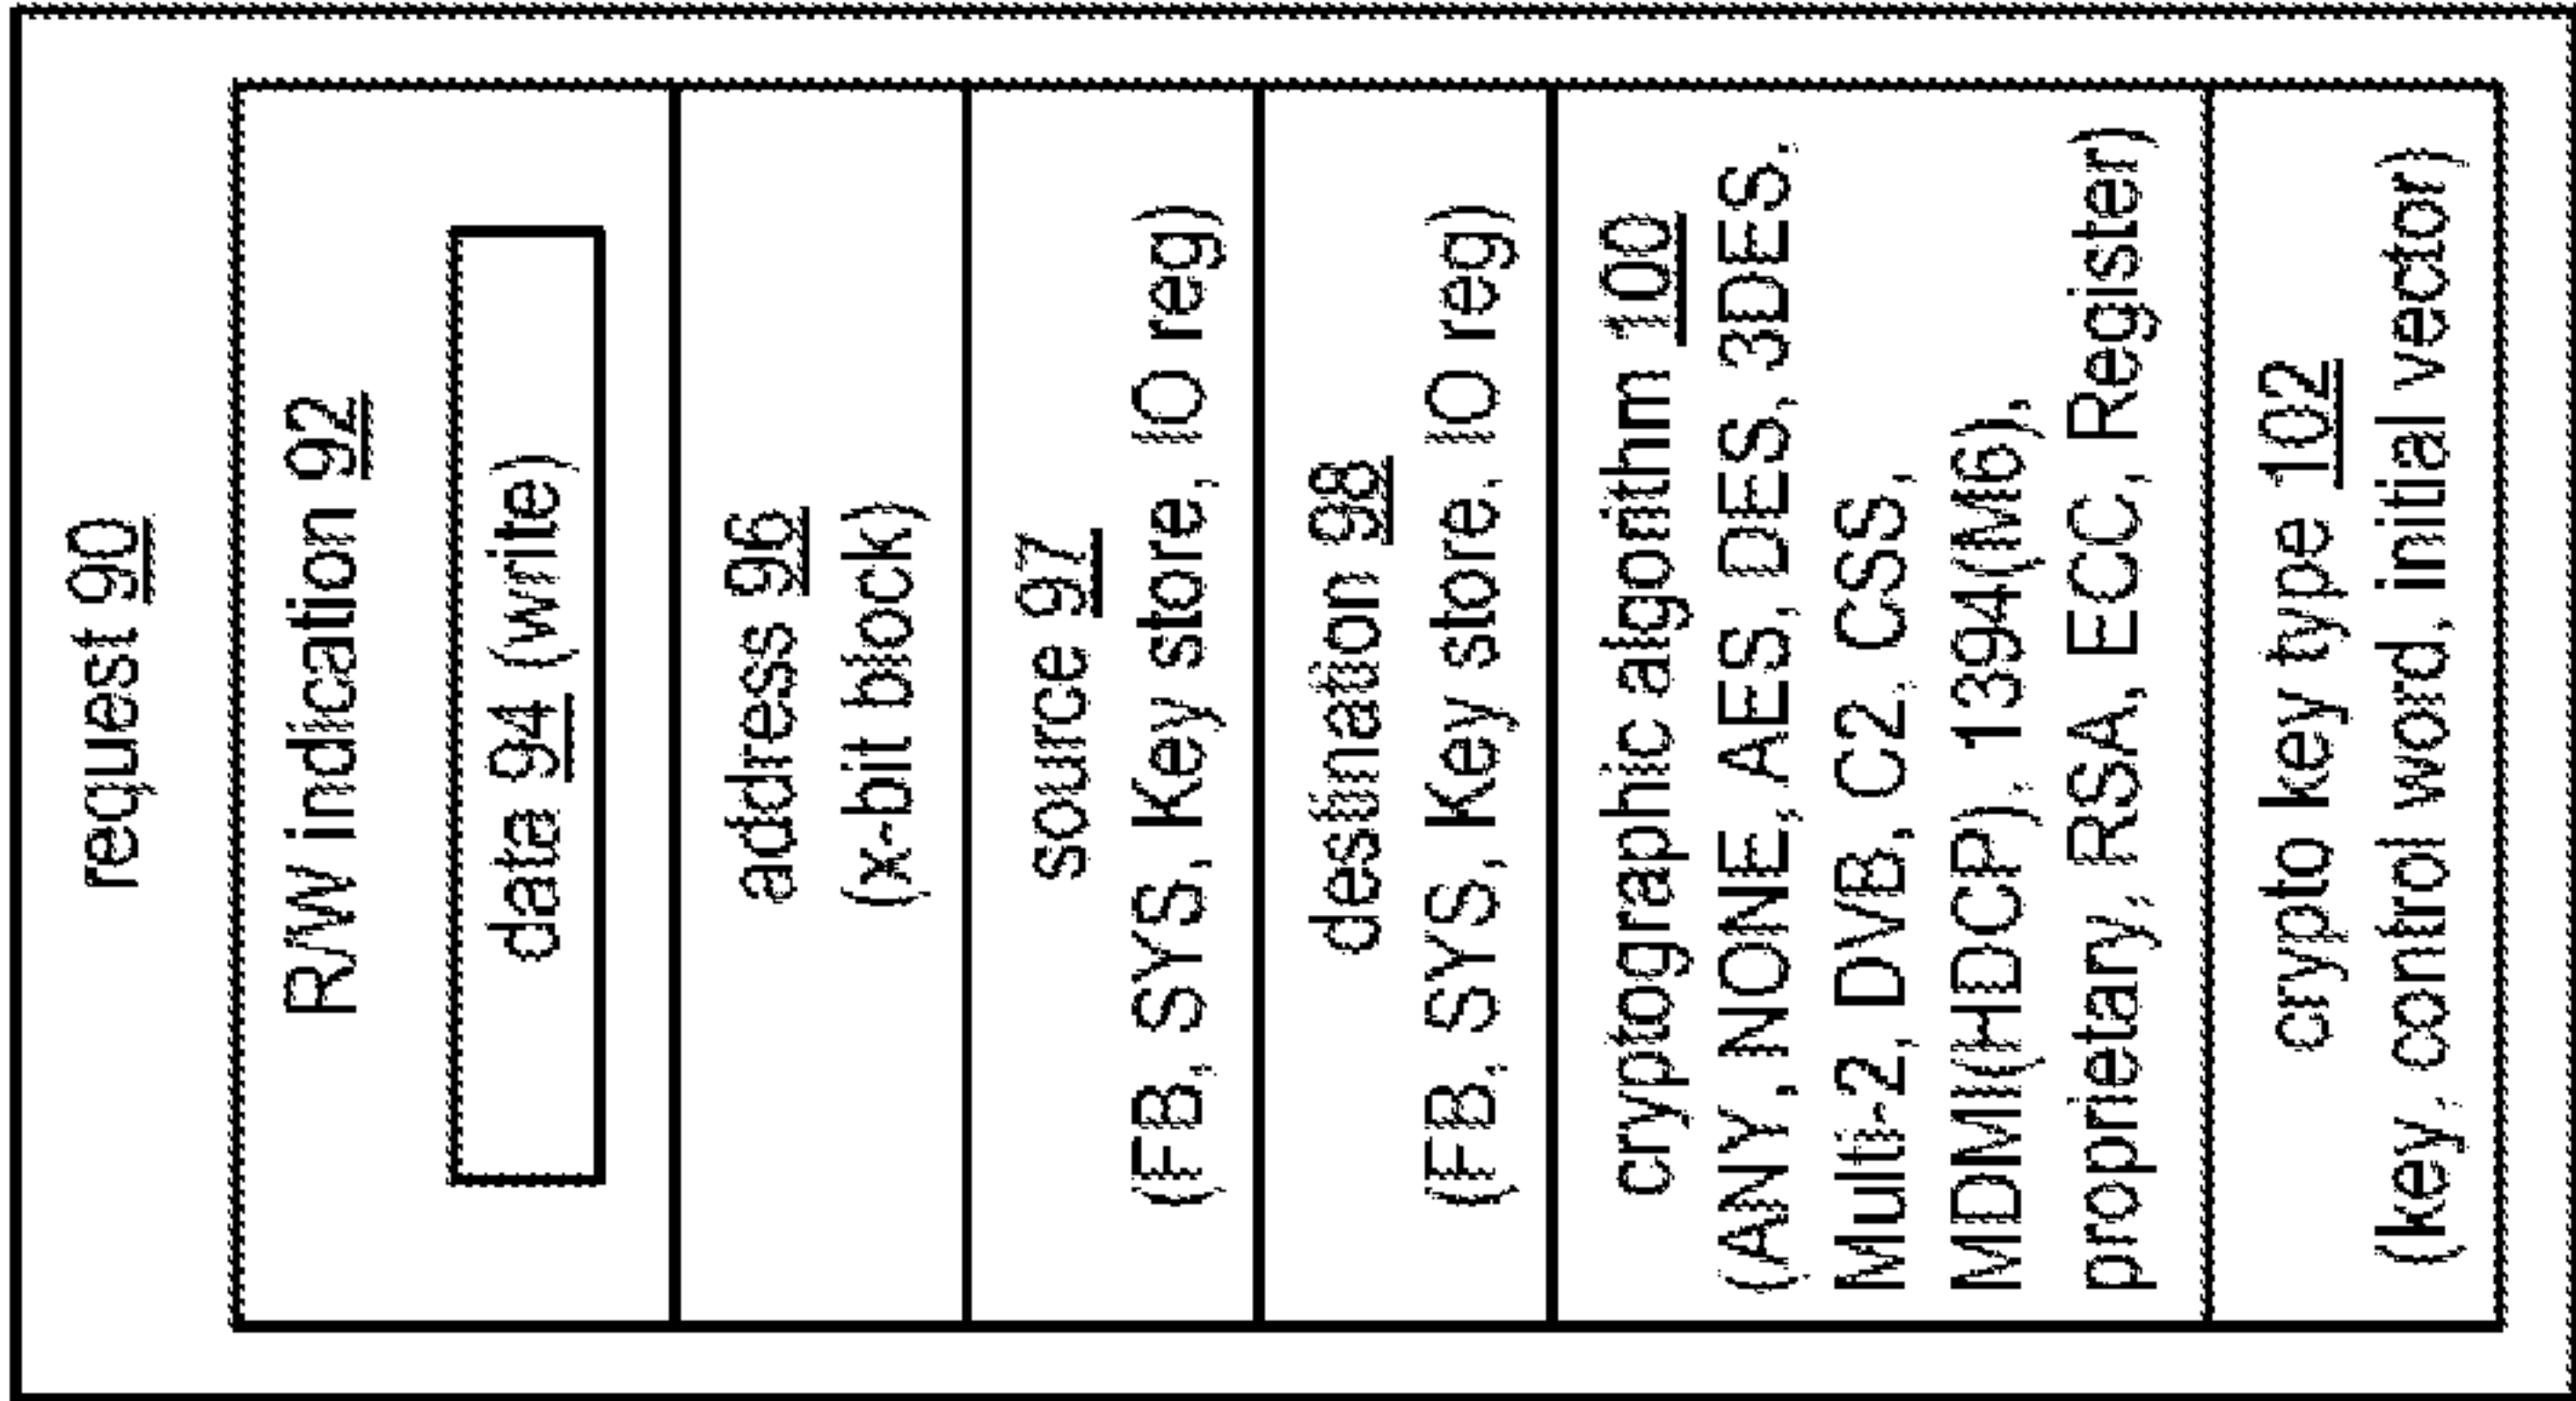 request 90
R/W indication 92
data 94 (write)
address 96
(x-bit block)
source 97
(FB, SYS, Key store, IO reg)
destination 98
(FB, SYS, Key store, IO reg)
cryptographic algorithm 100
(ANY, NONE, AES, DES, 3DES,
Multi-2, DVB, C2, CSS,
MDMI(HDCP), 1394(M6),
proprietary, RSA, ECC, Register)
crypto key type 102
(key, control word, initial vector)